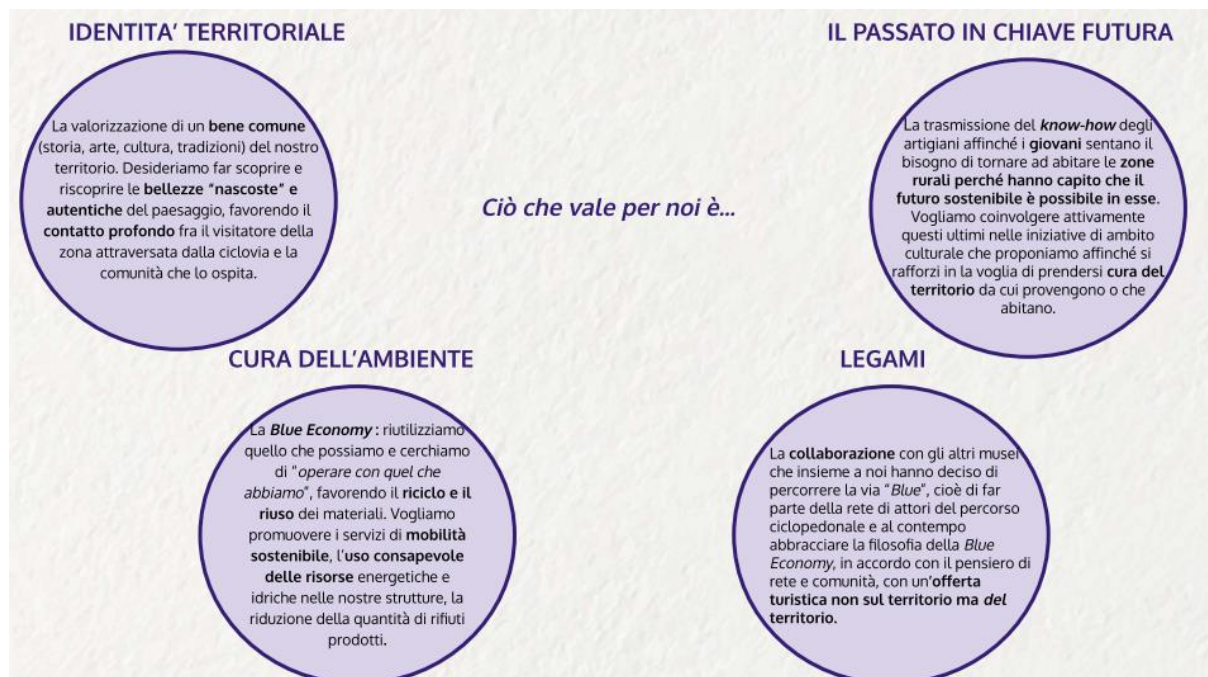 IDENTITA' TERRITORIALE
La valorizzazione di un bene comune
(storia, arte, cultura, tradizioni) del nostro
territorio. Desideriamo far scoprire e
riscoprire le bellezze “nascoste” e
autentiche del paesaggio, favorendo il
contatto profondo fra il visitatore della
zona attraversata dalla ciclovia e la
comunità che lo ospita.
Ciò che vale per noi è...
IL PASSATO IN CHIAVE FUTURA
La trasmissione del know-how degli
artigiani affinché i giovani sentano il
bisogno di tornare ad abitare le zone
rurali perché hanno capito che il
futuro sostenibile è possibile in esse.
Vogliamo coinvolgere attivamente
questi ultimi nelle iniziative di ambito
culturale che proponiamo affinché si
rafforzi in la voglia di prendersi cura del
territorio da cui provengono o che
abitano.
CURA DELL'AMBIENTE
La Blue Economy : riutilizziamo
quello che possiamo e cerchiamo
di “operare con quel che
abbiamo”, favorendo il riciclo e il
riuso dei materiali. Vogliamo
promuovere i servizi di mobilità
sostenibile, l'uso consapevole
delle risorse energetiche e
idriche nelle nostre strutture, la
riduzione della quantità di rifiuti
prodotti.
LEGAMI
La collaborazione con gli altri musei
che insieme a noi hanno deciso di
percorrere la via “Blue”, cioè di far
parte della rete di attori del percorso
ciclopedonale e al contempo
abbracciare la filosofia della Blue
Economy, in accordo con il pensiero di
rete e comunità, con un'offerta
turistica non sul territorio ma del
territorio.